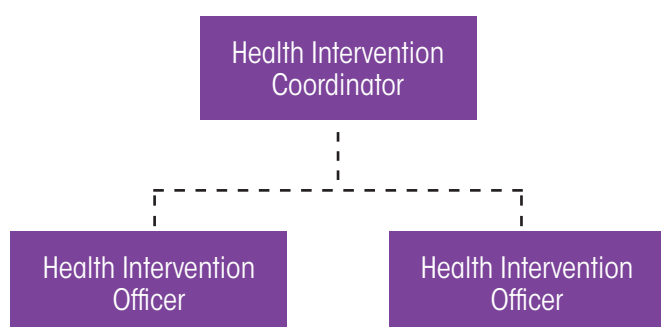 Health Intervention
Coordinator
Health Intervention
Officer
Health Intervention
Officer